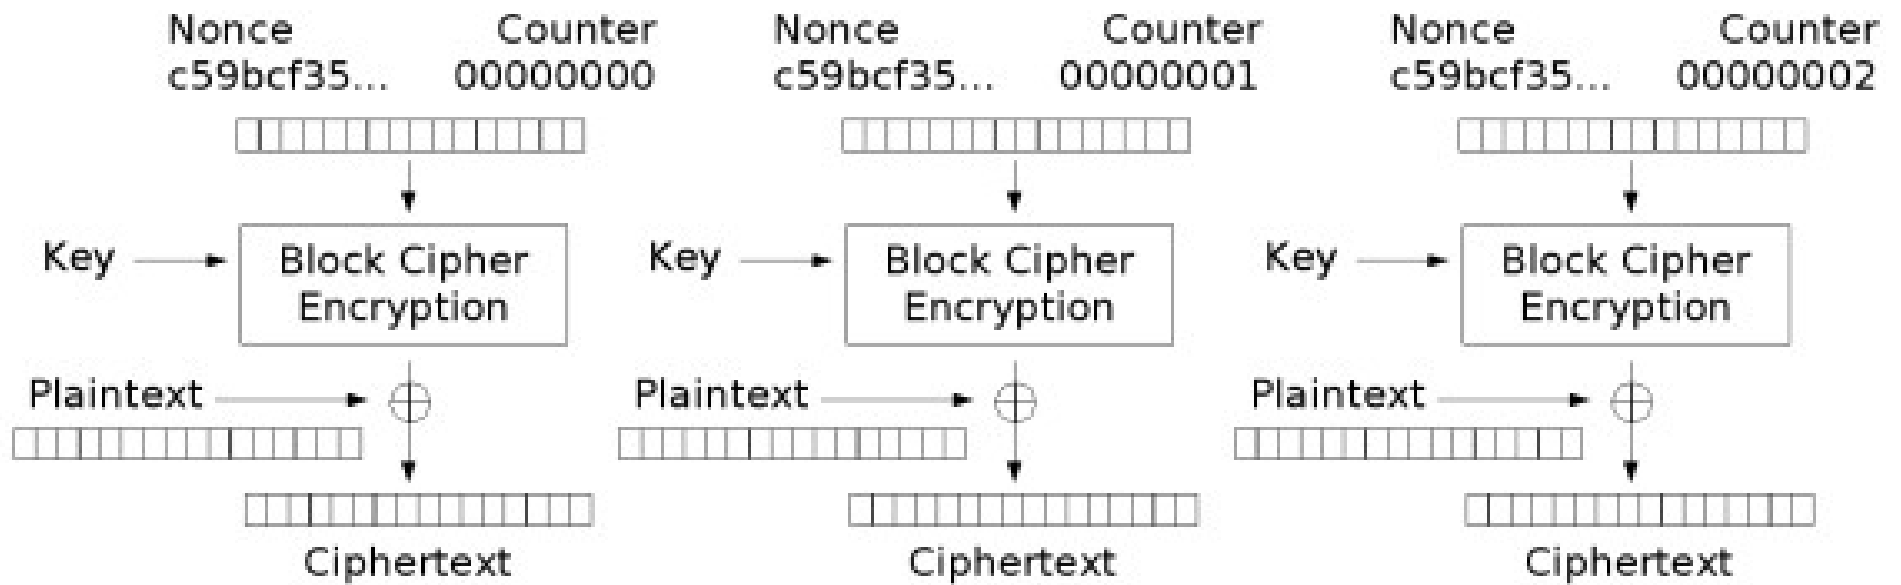 Nonce Counter
c59bcf35... 00000000
Key
Block Cipher
Encryption
Plaintext
Ciphertext
Nonce Counter
c59bcf35... 00000001
Key
Block Cipher
Encryption
Plaintext
Ciphertext
Nonce Counter
c59bcf35... 00000002
Key
Block Cipher
Encryption
Plaintext
Ciphertext